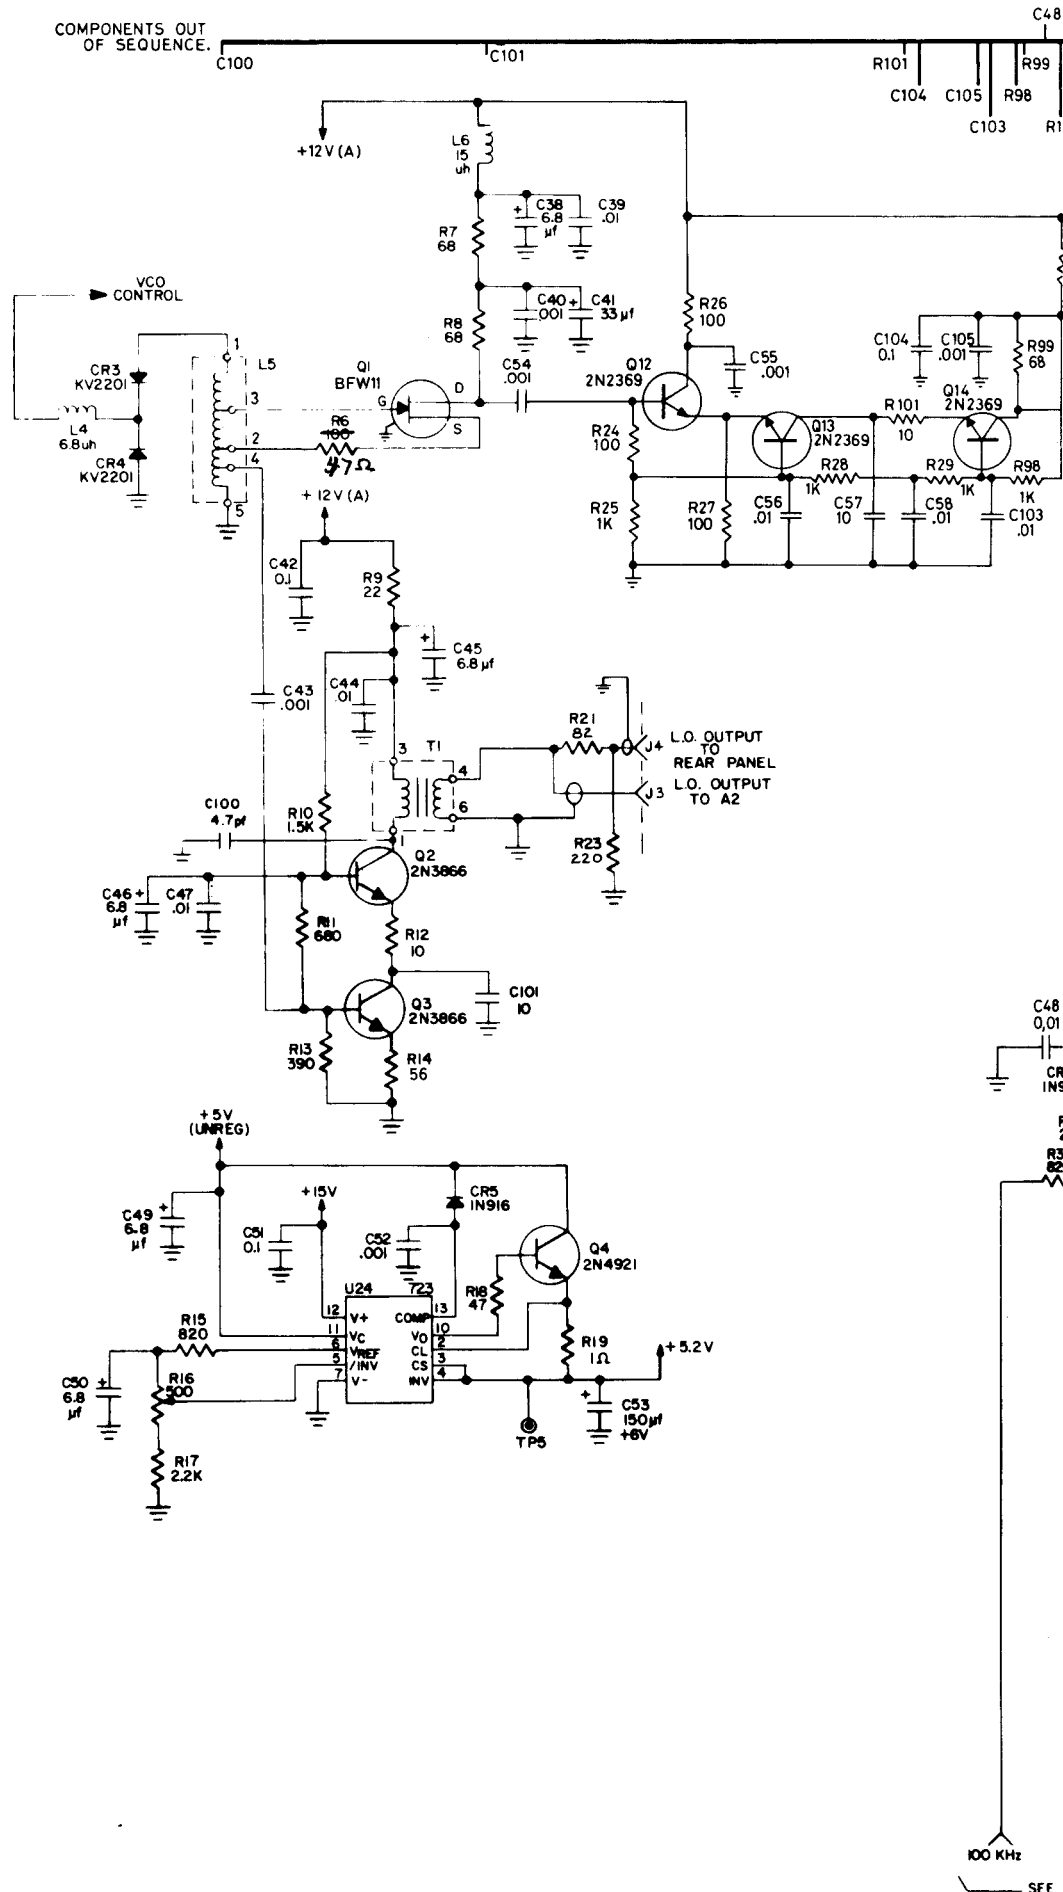 COMPONENTS OUT
OF SEQUENCE.
C100
C101
R101
C104
C105
C103
R98
R99
C48
R1
+12V(A)
L6
15
uh
C38
6.8
µf
+
C39
.01
R7
68
C40
.001
C41
33µf
+
R8
68
VCO
CONTROL
CR3
KV2201
L4
6.8uh
CR4
KV2201
L5
1
3
2
4
5
Q1
BFW11
G
D
S
R6
100
47Ω
C54
.001
Q12
2N2369
R26
100
C55
.001
R24
100
R25
1K
R27
100
Q13
2N2369
R28
1K
C56
.01
C57
10
C58
.01
R101
10
R29
1K
Q14
2N2369
C104
0.1
C105
.001
R99
68
R98
1K
C103
.01
+12V(A)
C42
0.1
R9
22
C45
6.8µf
+
C43
.001
C44
.01
T1
3
1
4
6
R21
82
J4
L.O. OUTPUT
TO
REAR PANEL
J3
L.O. OUTPUT
TO A2
R23
220
C100
4.7pf
R10
1.5K
Q2
2N3866
C46
6.8
µf
+
C47
.01
R11
680
R12
10
C101
10
Q3
2N3866
R13
390
R14
56
C48
0,01
CR
IN9
R3
82
+5V
(UNREG)
C49
6.8
µf
+
+15V
C51
0.1
C52
.001
CR5
1N916
Q4
2N4921
R18
47
U24
723
12 V+
11 VC
6 VREF
5 /INV
7 V-
COMP 13
VO 10
CL 2
CS 3
INV 4
R15
820
R16
500
C50
6.8
µf
+
R17
2.2K
R19
1Ω
+5.2V
C53
150µf
+6V
+
TP5
100 KHz
SEE